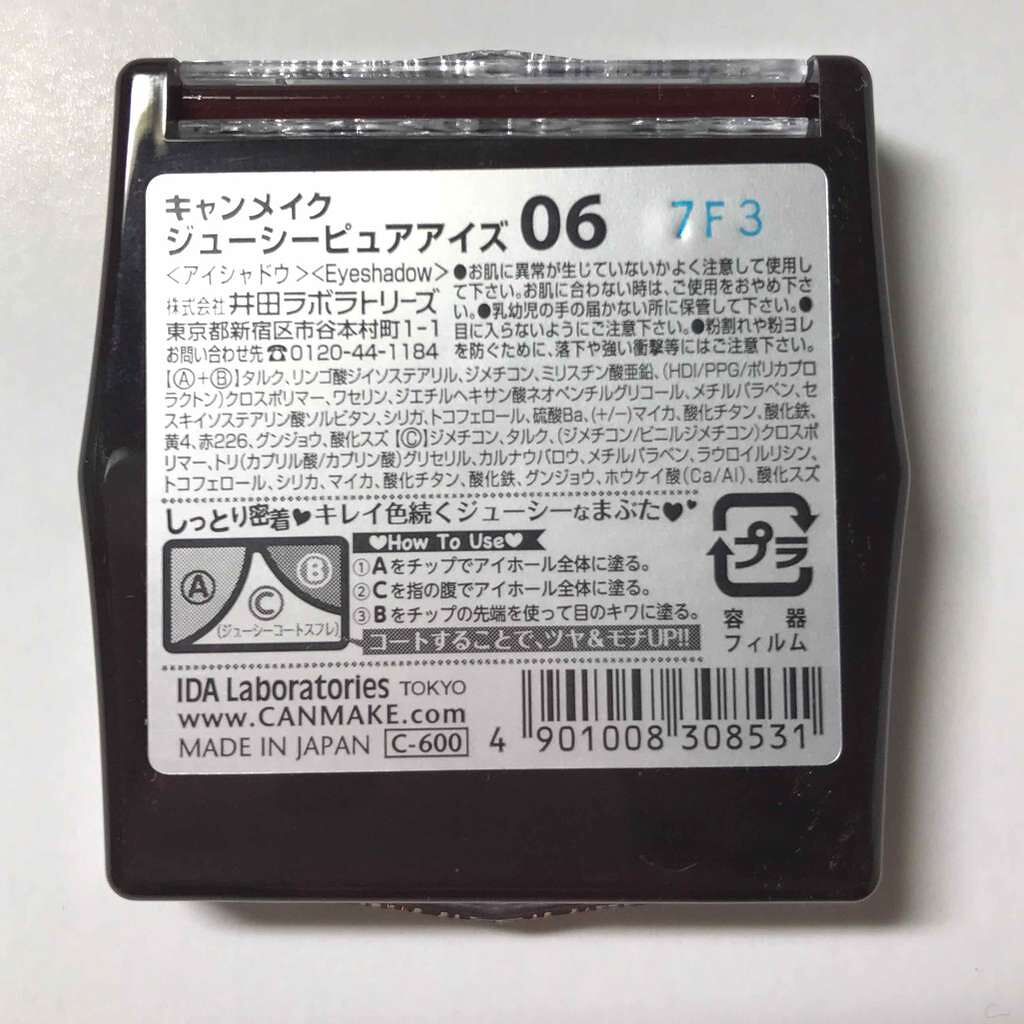 キャンメイク
ジューシーピュアアイズ 06 7F3
<アイシャドウ><Eyeshadow>
株式会社 井田ラボラトリーズ
東京都新宿区市谷本村町1-1
お問い合わせ先☎0120-44-1184
●お肌に異常が生じていないかよく注意して使用し
て下さい。お肌に合わない時は、ご使用をおやめ下さ
い。●乳幼児の手の届かない所に保管して下さい。●
目に入らないようにご注意下さい。●粉割れや粉ヨレ
を防ぐために、落下や強い衝撃等にはご注意下さい。
【Ⓐ+Ⓑ】タルク、リンゴ酸ジイソステアリル、ジメチコン、ミリスチン酸亜鉛、(HDI/PPG/ポリカプロ
ラクトン)クロスポリマー、ワセリン、ジエチルヘキサン酸ネオペンチルグリコール、メチルパラベン、セ
スキイソステアリン酸ソルビタン、シリカ、トコフェロール、硫酸Ba、(+/−)マイカ、酸化チタン、酸化鉄、
黄4、赤226、グンジョウ、酸化スズ【Ⓒ】ジメチコン、タルク、(ジメチコン/ビニルジメチコン)クロスポ
リマー、トリ(カプリル酸/カプリン酸)グリセリル、カルナウバロウ、メチルパラベン、ラウロイルリシン、
トコフェロール、シリカ、マイカ、酸化チタン、酸化鉄、グンジョウ、ホウケイ酸(Ca/Al)、酸化スズ
しっとり密着♥キレイ色続くジューシーなまぶた♥♥
♥How To Use♥
①Aをチップでアイホール全体に塗る。
②Cを指の腹でアイホール全体に塗る。
③Bをチップの先端を使って目のキワに塗る。
コートすることで、ツヤ&モチUP!!
Ⓐ
Ⓑ
Ⓒ
(ジューシーコートスフレ)
プラ
容器
フィルム
IDA Laboratories TOKYO
www.CANMAKE.com
MADE IN JAPAN C-600
4 901008 308531